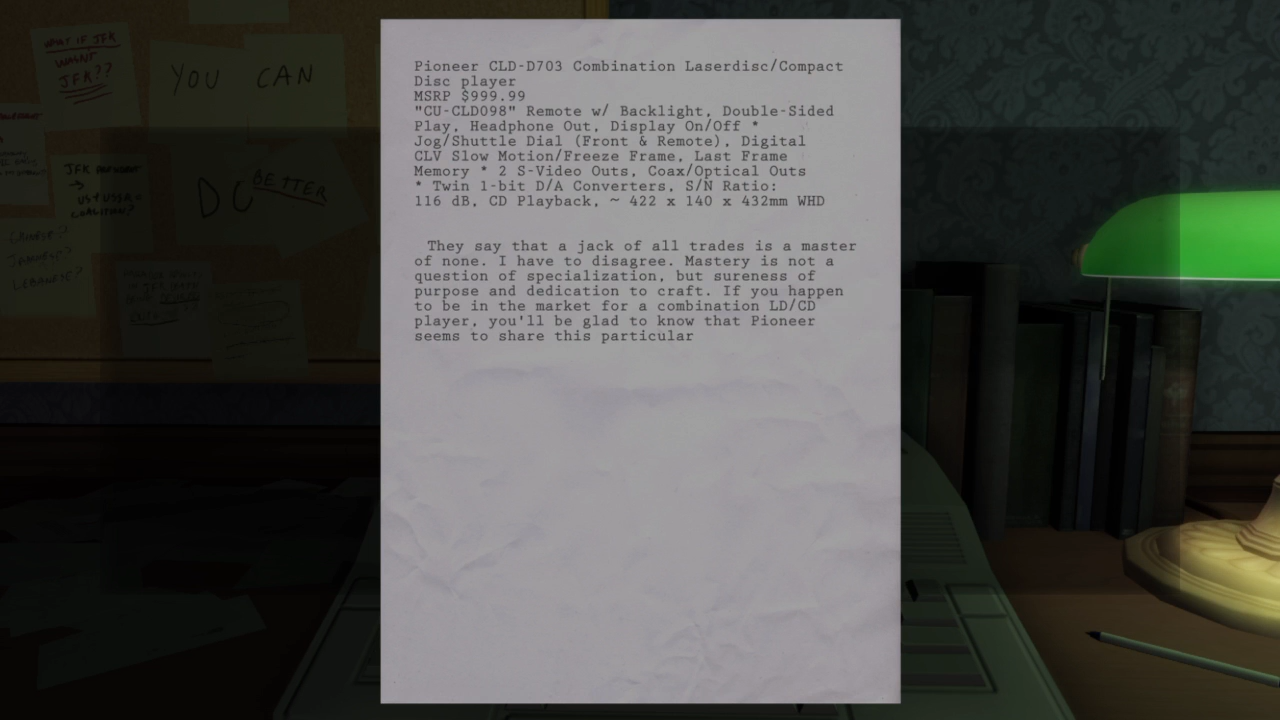 WHAT IF JFK
WASN'T
JFK??
YOU CAN
DO BETTER
JFK
→
US + USSR =
COALITION?
JAPANESE?
LEBANESE?
Pioneer CLD-D703 Combination Laserdisc/Compact
Disc player
MSRP $999.99
"CU-CLD098" Remote w/ Backlight, Double-Sided
Play, Headphone Out, Display On/Off *
Jog/Shuttle Dial (Front & Remote), Digital
CLV Slow Motion/Freeze Frame, Last Frame
Memory * 2 S-Video Outs, Coax/Optical Outs
* Twin 1-bit D/A Converters, S/N Ratio:
116 dB, CD Playback, ~ 422 x 140 x 432mm WHD
They say that a jack of all trades is a master
of none. I have to disagree. Mastery is not a
question of specialization, but sureness of
purpose and dedication to craft. If you happen
to be in the market for a combination LD/CD
player, you'll be glad to know that Pioneer
seems to share this particular